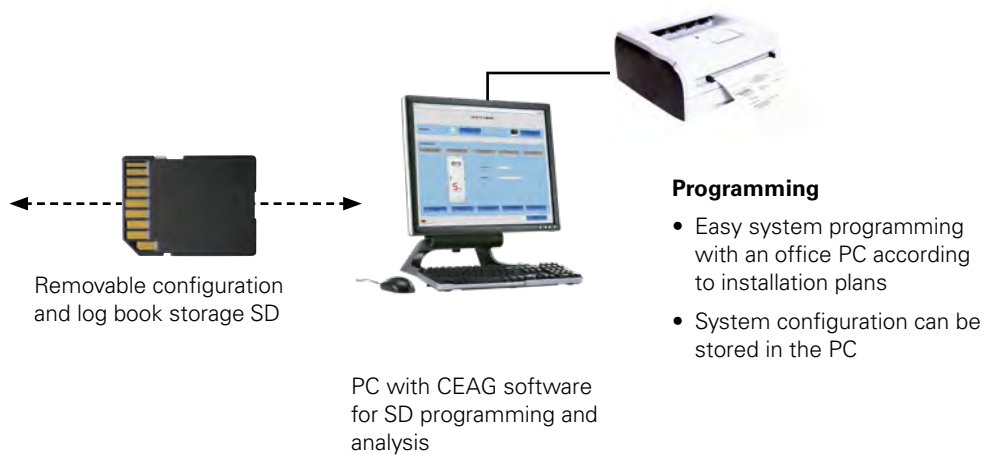 Removable configuration
and log book storage SD
PC with CEAG software
for SD programming and
analysis
Programming
• Easy system programming
with an office PC according
to installation plans
• System configuration can be
stored in the PC